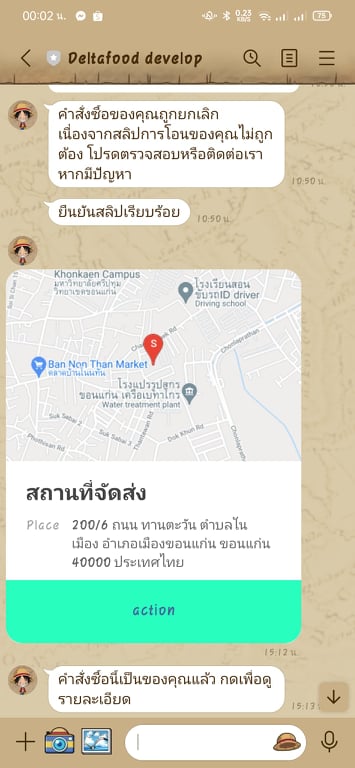 00:02 น.
0.23
KB/S
75
Deltafood develop
คำสั่งซื้อของคุณถูกยกเลิก
เนื่องจากสลิปการโอนของคุณไม่ถูก
ต้อง โปรดตรวจสอบหรือติดต่อเรา
หากมีปัญหา
10:50 น.
ยืนยันสลิปเรียบร้อย
10:50 น.
Khonkaen Campus
มหาวิทยาลัยศรีปทุม
วิทยาเขตขอนแก่น
โรงเรียนสอน
ขับรถID driver
Driving school
S
Ban Non Than Market
ตลาดบ้านโนนทัน
โรงแปรรูปสุกร
ขอนแก่น เครือเบทาโกร
Water treatment plant
Suk Sabai 2
Suk Sabai 3
Dok Khun Rd
สถานที่จัดส่ง
Place 200/6 ถนน ทานตะวัน ตำบลใน
เมือง อำเภอเมืองขอนแก่น ขอนแก่น
40000 ประเทศไทย
action
15:12 น.
คำสั่งซื้อนี้เป็นของคุณแล้ว กดเพื่อดู
รายละเอียด
15:13